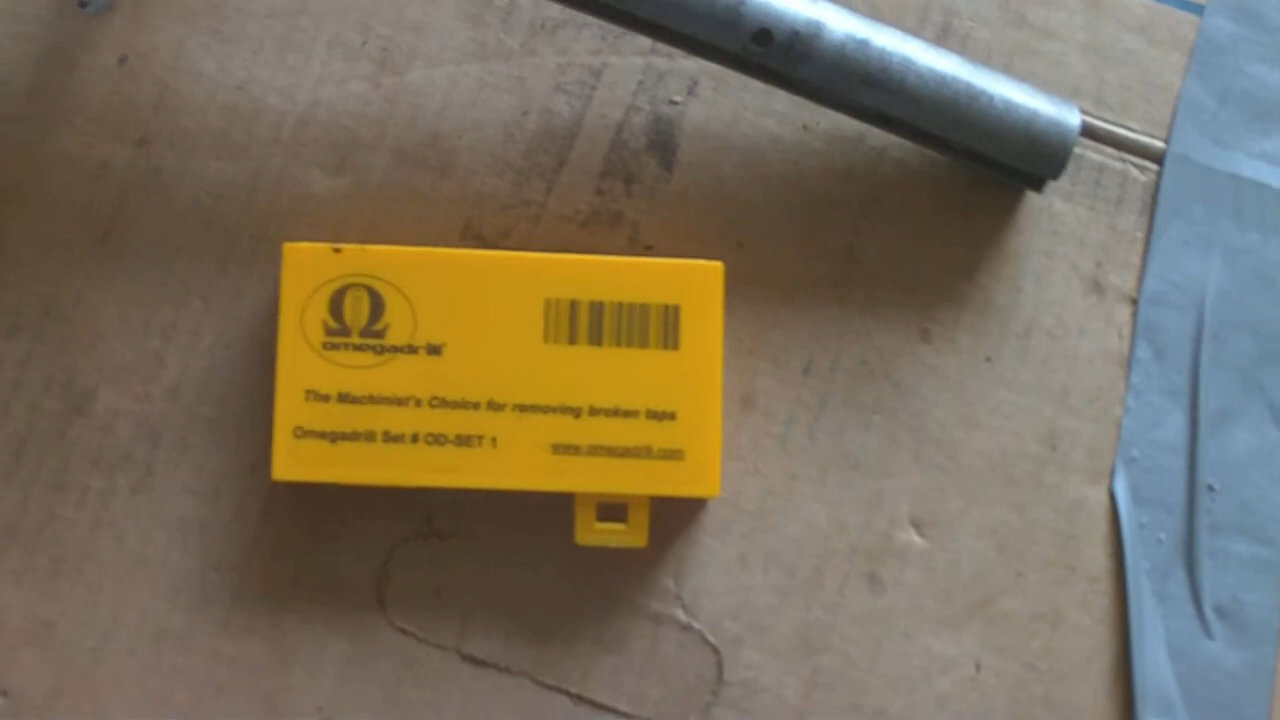 Ω
omegadrill
The Machinist's Choice for removing broken taps
Omegadrill Set # OD-SET 1
www.omegadrill.com